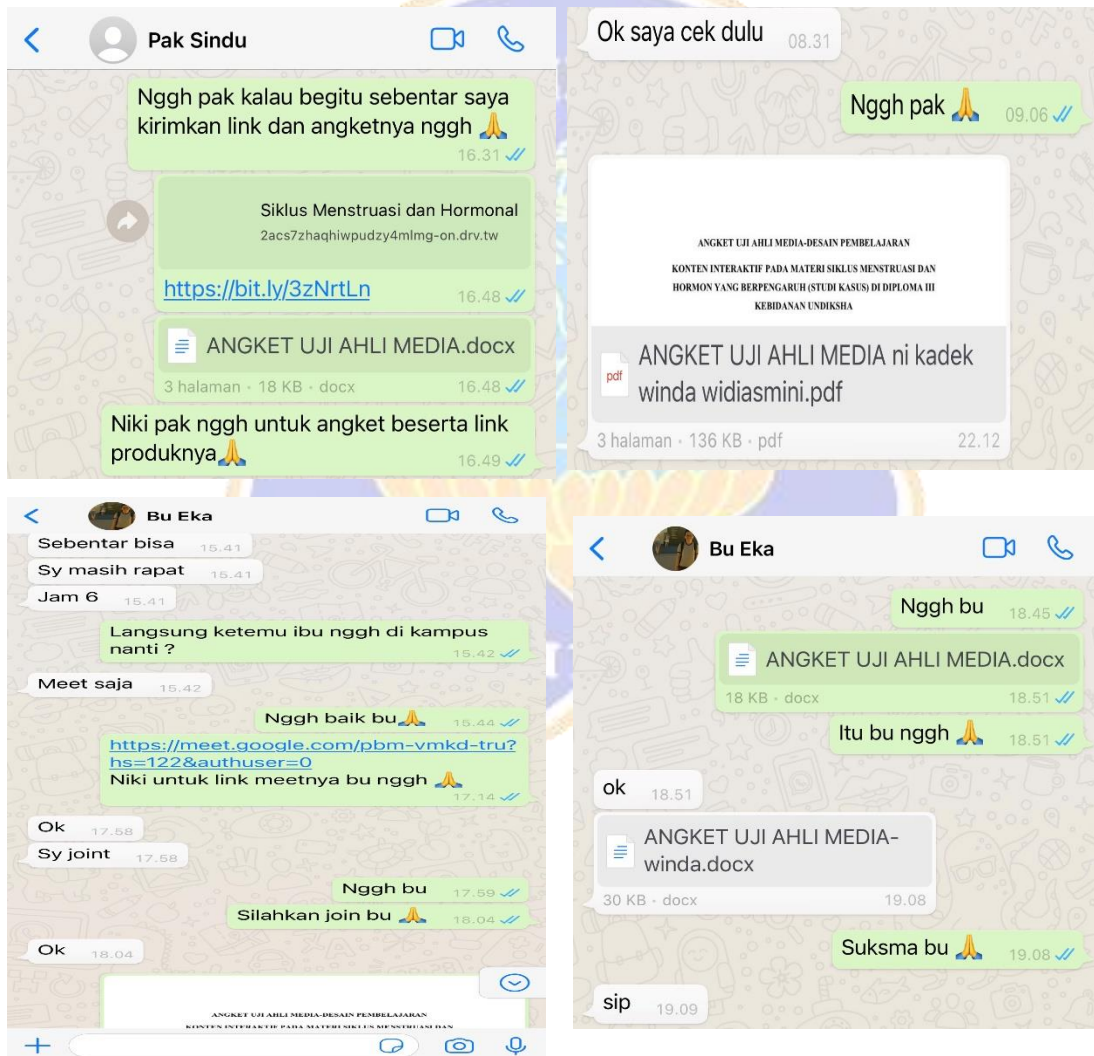 Pak Sindu
Nggh pak kalau begitu sebentar saya
kirimkan link dan angketnya nggh 🙏
16.31
Siklus Menstruasi dan Hormonal
2acs7zhaqhiwpudzy4mlmg-on.drv.tw
https://bit.ly/3zNrtLn
16.48
ANGKET UJI AHLI MEDIA.docx
3 halaman · 18 KB · docx
16.48
Niki pak nggh untuk angket beserta link
produknya🙏
16.49
Ok saya cek dulu
08.31
Nggh pak 🙏
09.06
ANGKET UJI AHLI MEDIA-DESAIN PEMBELAJARAN
KONTEN INTERAKTIF PADA MATERI SIKLUS MENSTRUASI DAN
HORMON YANG BERPENGARUH (STUDI KASUS) DI DIPLOMA III
KEBIDANAN UNDIKSHA
pdf
ANGKET UJI AHLI MEDIA ni kadek
winda widiasmini.pdf
3 halaman · 136 KB · pdf
22.12
Bu Eka
Sebentar bisa
15.41
Sy masih rapat
15.41
Jam 6
15.41
Langsung ketemu ibu nggh di kampus
nanti ?
15.42
Meet saja
15.42
Nggh baik bu🙏
15.44
https://meet.google.com/pbm-vmkd-tru?
hs=122&authuser=0
Niki untuk link meetnya bu nggh 🙏
17.14
Ok
17.58
Sy joint
17.58
Nggh bu
17.59
Silahkan join bu 🙏
18.04
Ok
18.04
ANGKET UJI AHLI MEDIA-DESAIN PEMBELAJARAN
KONTEN INTERAKTIF PADA MATERI SIKLUS MENSTRUASI DAN
Bu Eka
Nggh bu
18.45
ANGKET UJI AHLI MEDIA.docx
18 KB · docx
18.51
Itu bu nggh 🙏
18.51
ok
18.51
ANGKET UJI AHLI MEDIA-
winda.docx
30 KB · docx
19.08
Suksma bu 🙏
19.08
sip
19.09